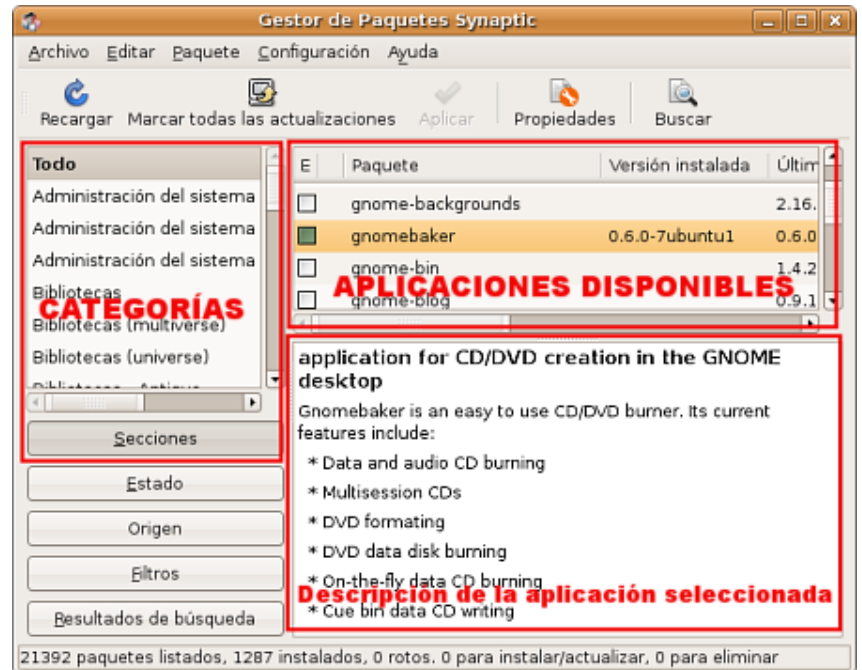 Gestor de Paquetes Synaptic
Archivo Editar Paquete Configuración Ayuda
Recargar Marcar todas las actualizaciones Aplicar Propiedades Buscar
Todo
Administración del sistema
Administración del sistema
Administración del sistema
Bibliotecas
CATEGORÍAS
Bibliotecas (multiverse)
Bibliotecas (universe)
Secciones
Estado
Origen
Filtros
Resultados de búsqueda
E Paquete Versión instalada Últim
gnome-backgrounds 2.16.
gnomebaker 0.6.0-7ubuntu1 0.6.0
gnome-bin 1.4.2
APLICACIONES DISPONIBLES
gnome-blog 0.9.1
application for CD/DVD creation in the GNOME
desktop
Gnomebaker is an easy to use CD/DVD burner. Its current
features include:
* Data and audio CD burning
* Multisession CDs
* DVD formating
* DVD data disk burning
* On-the-fly data CD burning
Descripción de la aplicación seleccionada
* Cue bin data CD writing
21392 paquetes listados, 1287 instalados, 0 rotos. 0 para instalar/actualizar, 0 para eliminar